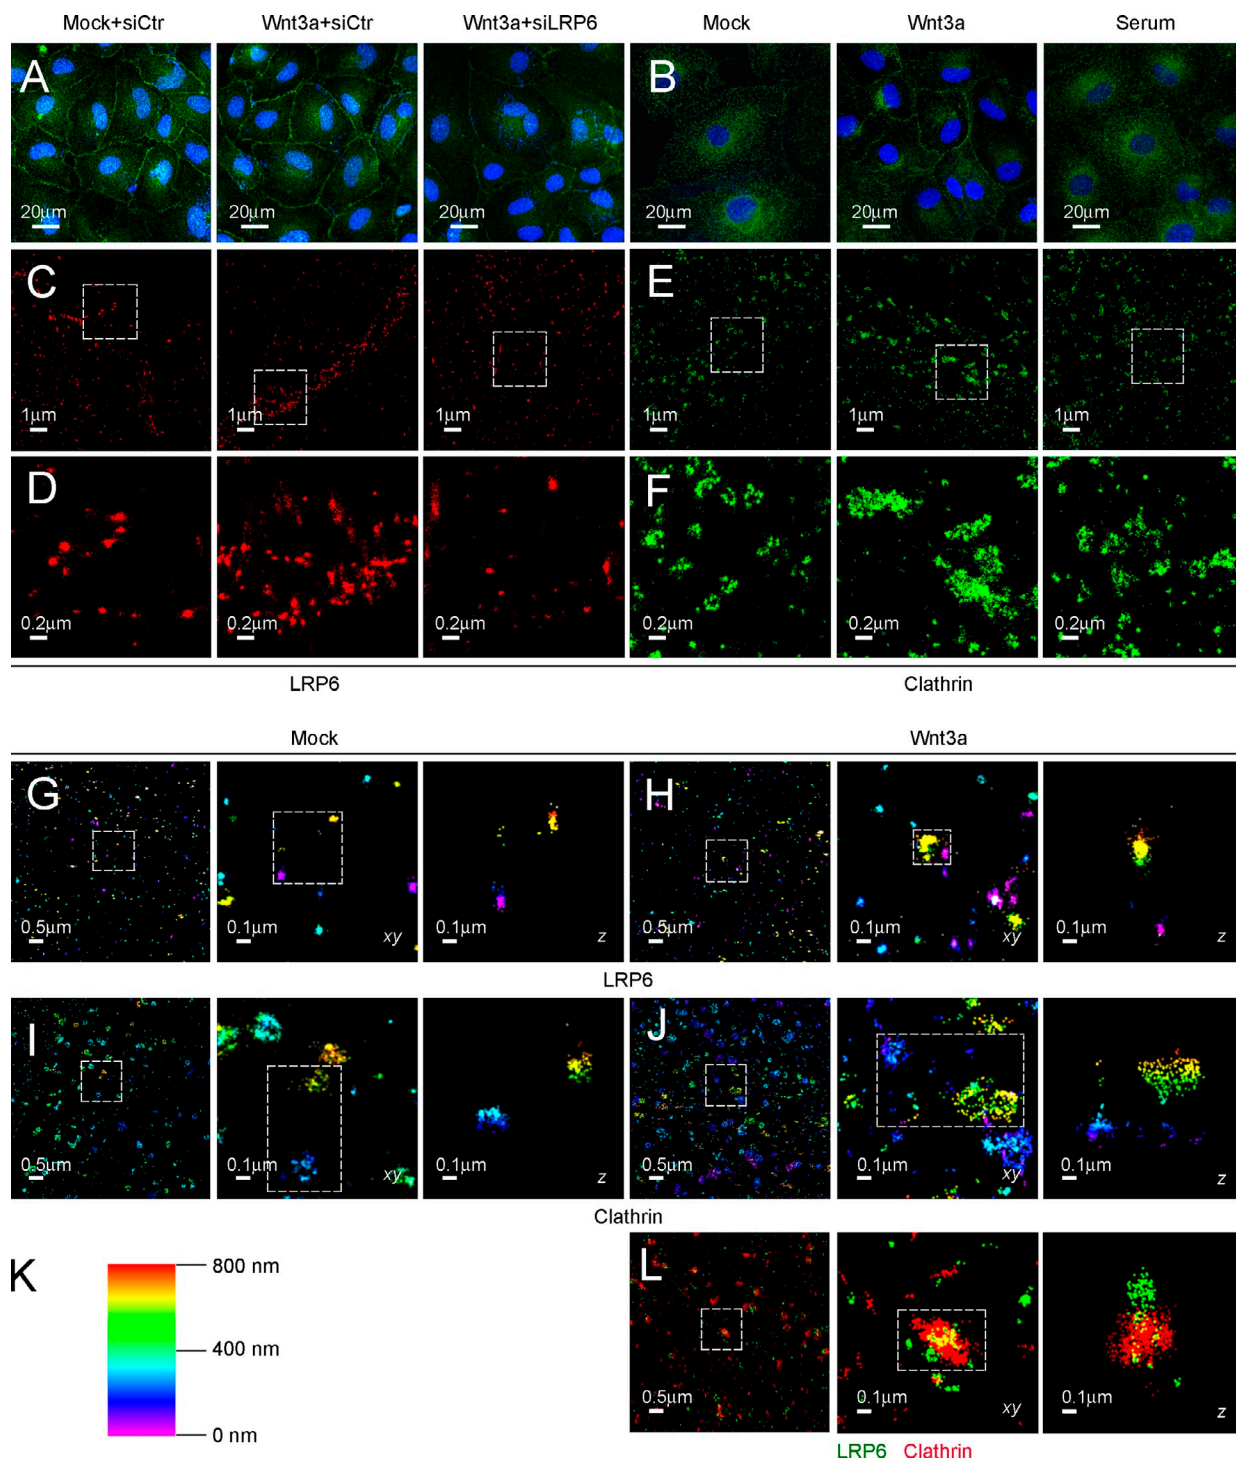 Mock+siCtr Wnt3a+siCtr Wnt3a+siLRP6 Mock Wnt3a Serum
A B
20µm 20µm 20µm 20µm 20µm 20µm
C E
1µm 1µm 1µm 1µm 1µm 1µm
D F
0.2µm 0.2µm 0.2µm 0.2µm 0.2µm 0.2µm
LRP6 Clathrin
Mock Wnt3a
G H
0.5µm 0.1µm xy 0.1µm z 0.5µm 0.1µm xy 0.1µm z
LRP6
I J
0.5µm 0.1µm xy 0.1µm z 0.5µm 0.1µm xy 0.1µm z
Clathrin
K 800 nm L
400 nm
0 nm
0.5µm 0.1µm xy 0.1µm z
LRP6 Clathrin